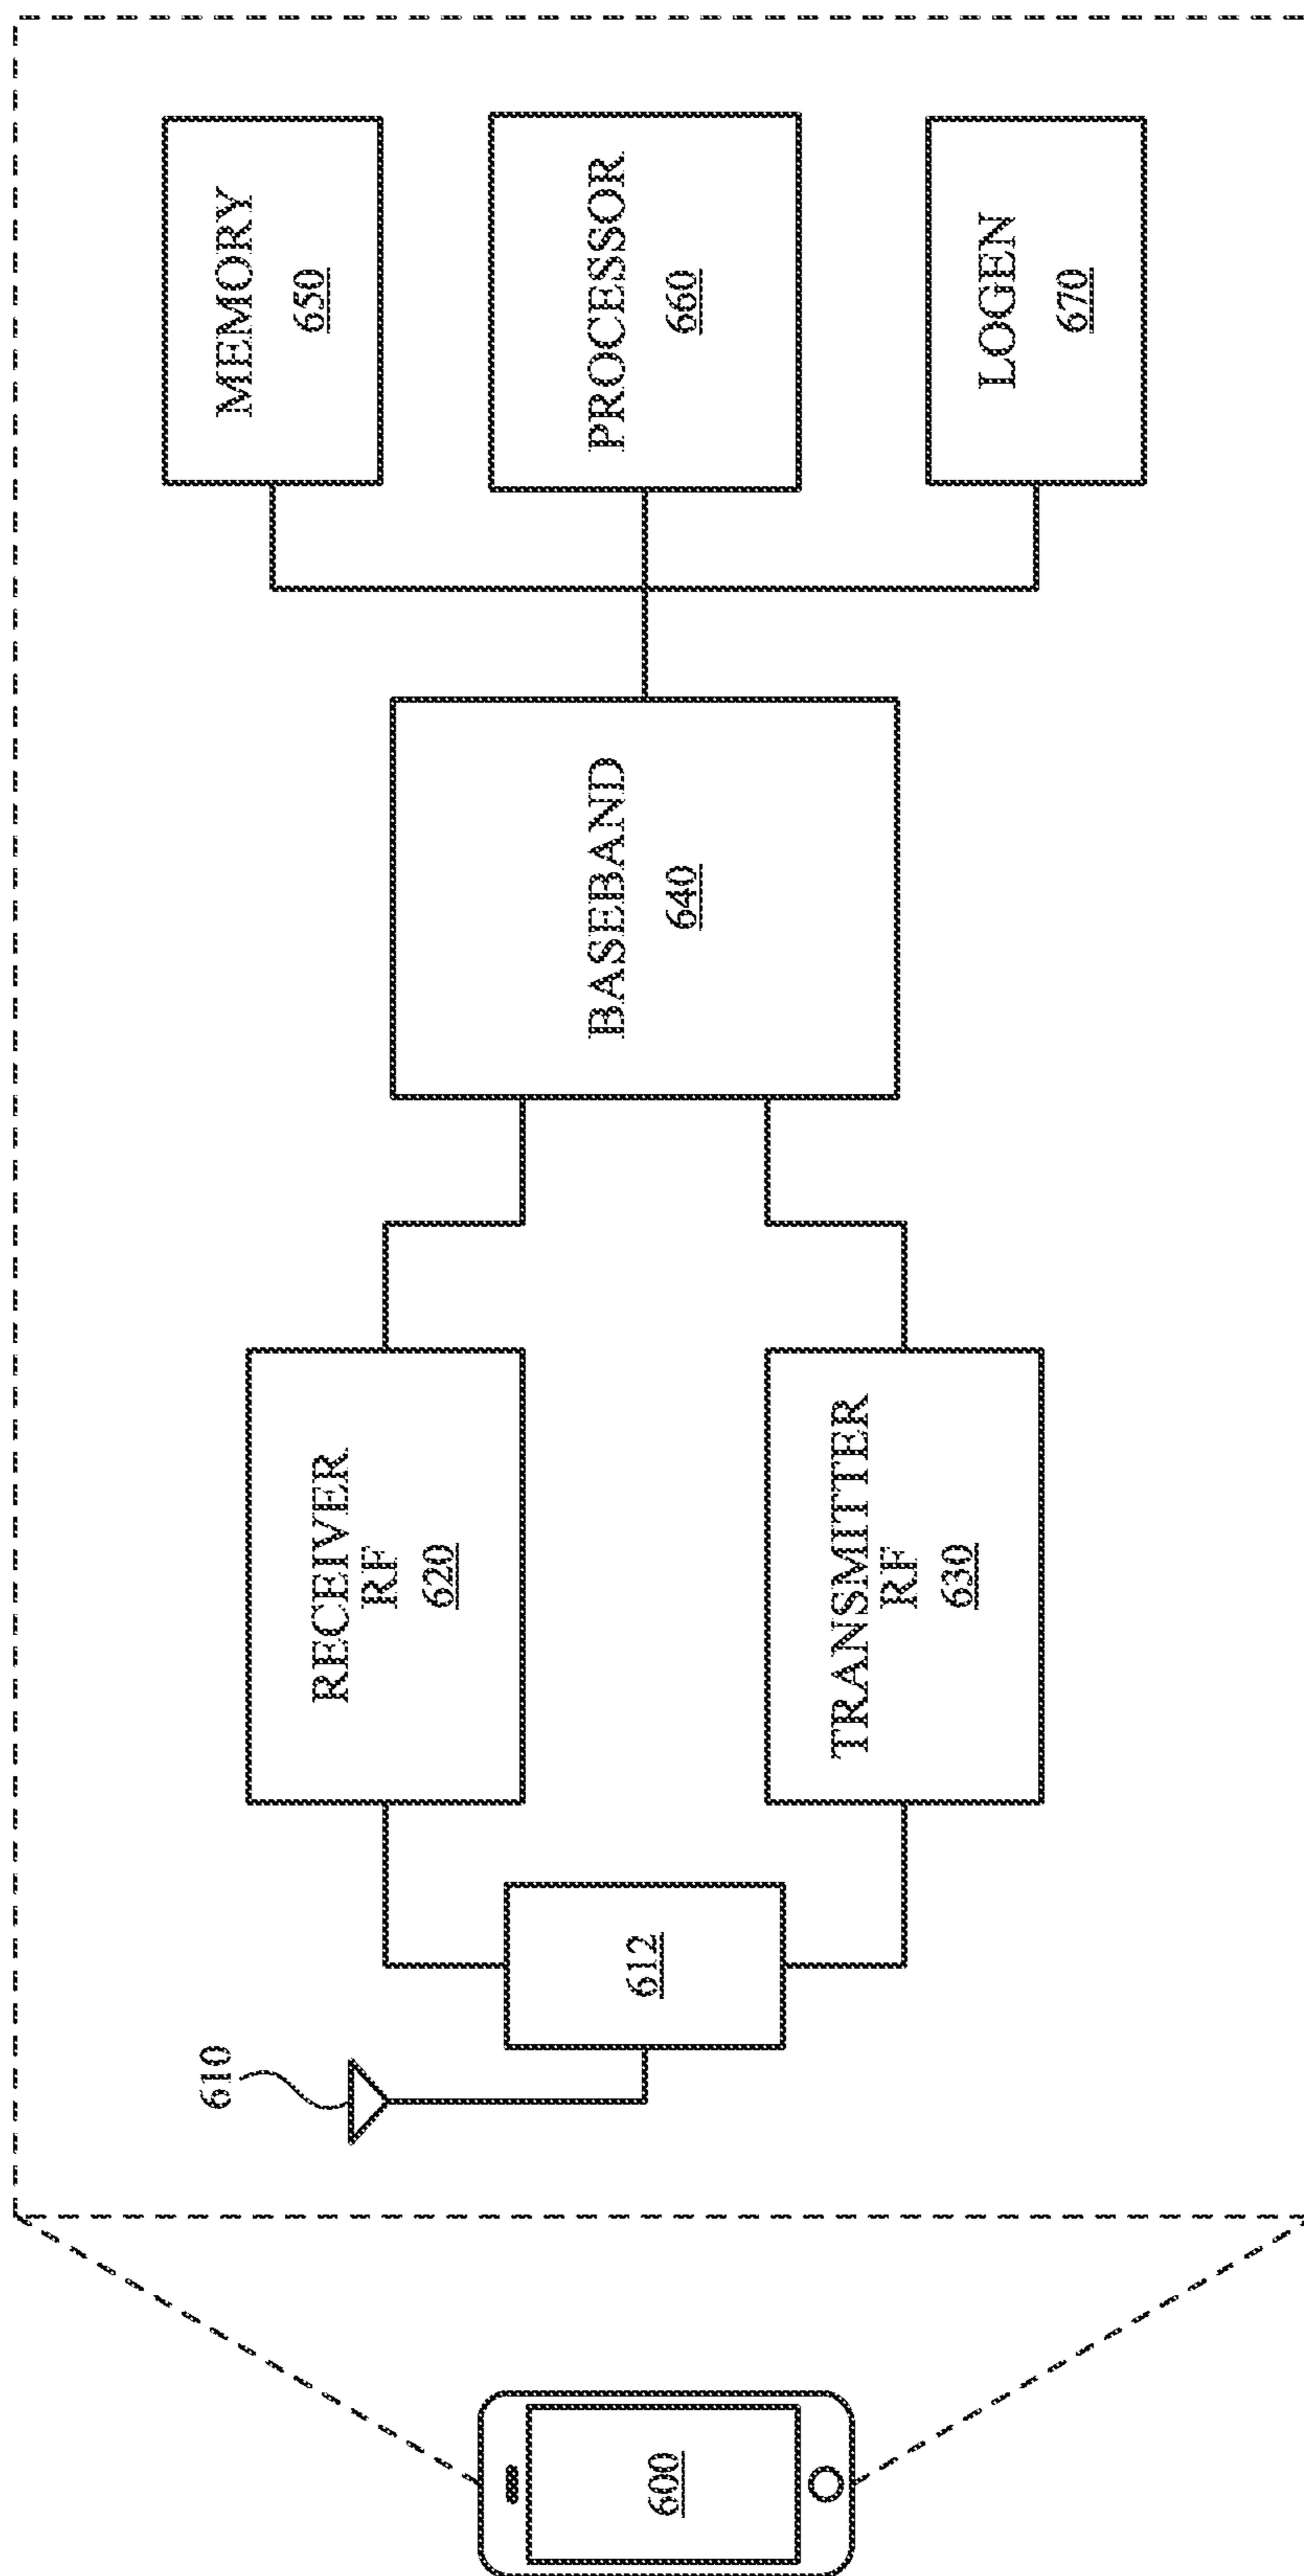 600
610
612
RECEIVER
RF
620
TRANSMITTER
RF
630
BASEBAND
640
MEMORY
650
PROCESSOR
660
LOGEN
670